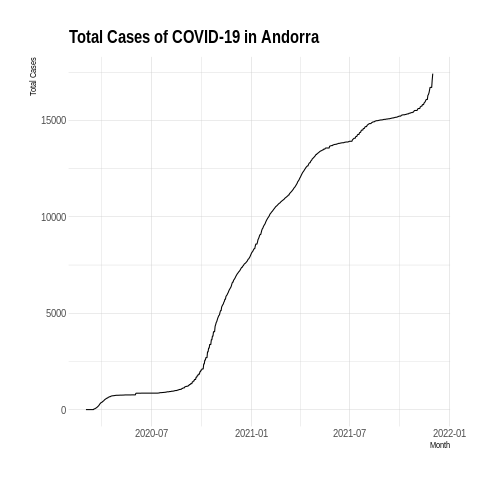 Total Cases of COVID-19 in Andorra
Total Cases
15000
10000
5000
0
2020-07 2021-01 2021-07 2022-01
Month